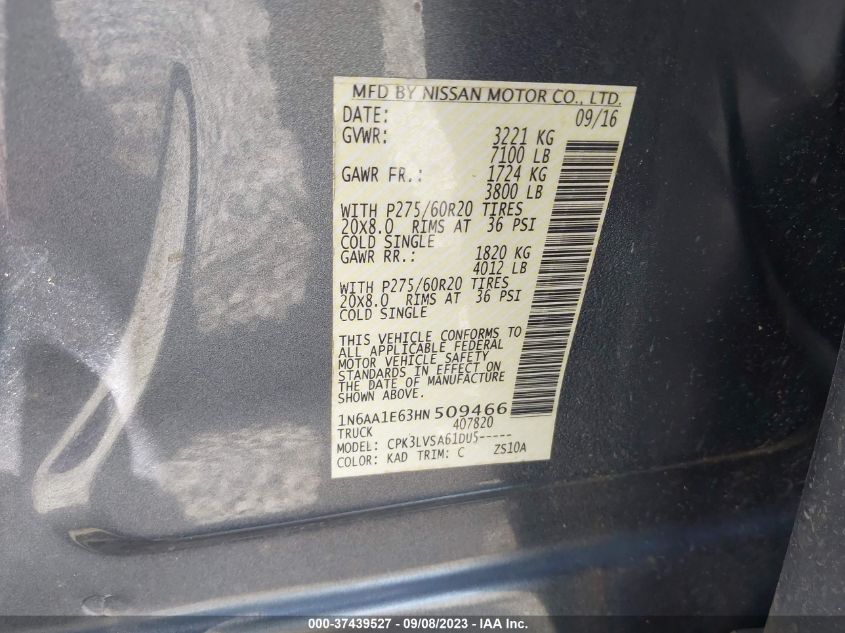 MFD BY NISSAN MOTOR CO., LTD.
DATE: 09/16
GVWR: 3221 KG
7100 LB
GAWR FR.: 1724 KG
3800 LB
WITH P275/60R20 TIRES
20X8.0 RIMS AT 36 PSI
COLD SINGLE
GAWR RR.: 1820 KG
4012 LB
WITH P275/60R20 TIRES
20X8.0 RIMS AT 36 PSI
COLD SINGLE
THIS VEHICLE CONFORMS TO
ALL APPLICABLE FEDERAL
MOTOR VEHICLE SAFETY
STANDARDS IN EFFECT ON
THE DATE OF MANUFACTURE
SHOWN ABOVE.
1N6AA1E63HN 509466
TRUCK 407820
MODEL: CPK3LVSA61DU5-----
COLOR: KAD TRIM: C ZS10A
000-37439527 - 09/08/2023 - IAA Inc.